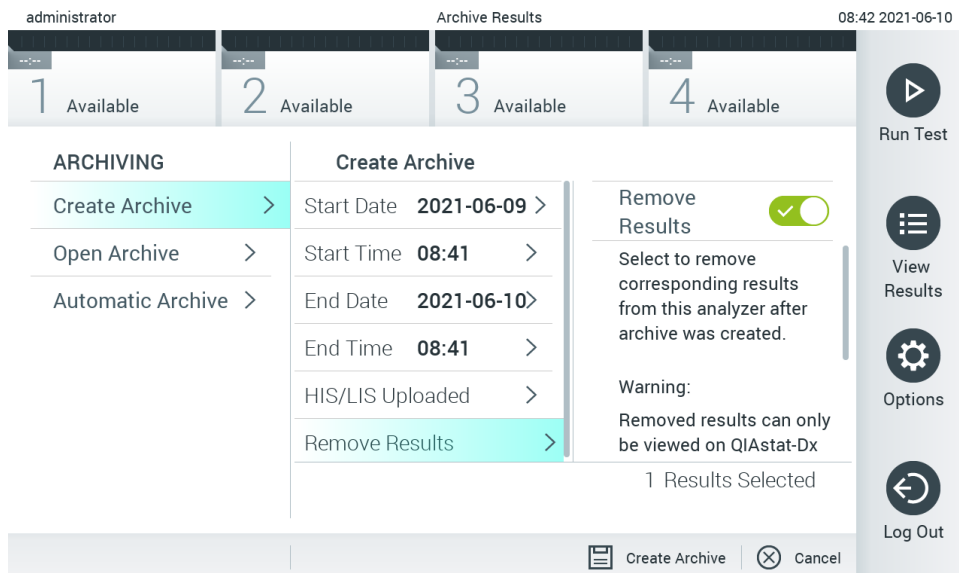 administrator Archive Results 08:42 2021-06-10
--:-- --:-- --:-- --:--
1 Available 2 Available 3 Available 4 Available
Run Test
ARCHIVING
Create Archive
Open Archive
Automatic Archive
Create Archive
Start Date 2021-06-09
Start Time 08:41
End Date 2021-06-10
End Time 08:41
HIS/LIS Uploaded
Remove Results
Remove
Results
Select to remove
corresponding results
from this analyzer after
archive was created.
Warning:
Removed results can only
be viewed on QIAstat-Dx
1 Results Selected
View
Results
Options
Log Out
Create Archive Cancel